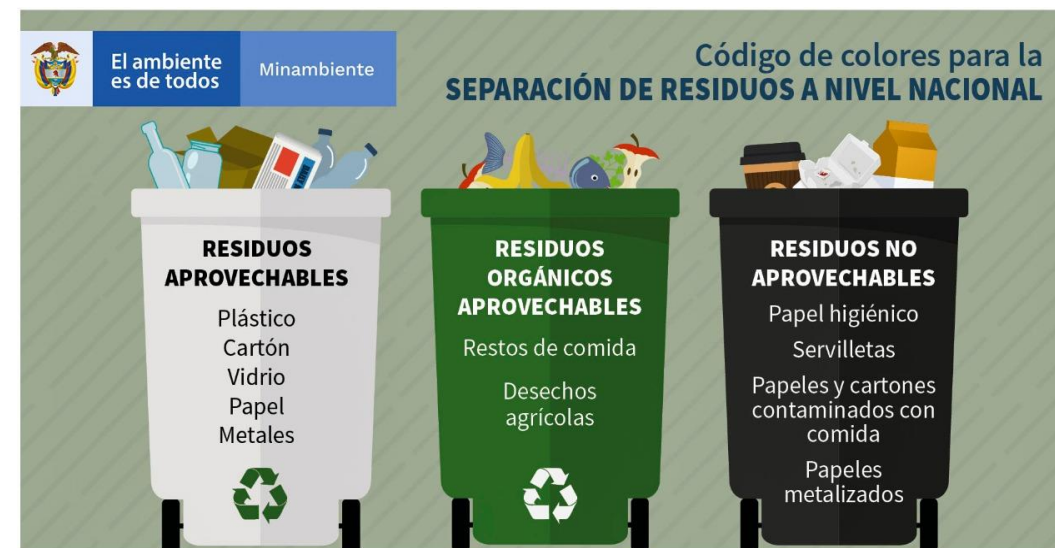 El ambiente
es de todos
Minambiente
Código de colores para la
SEPARACIÓN DE RESIDUOS A NIVEL NACIONAL
RESIDUOS
APROVECHABLES
Plástico
Cartón
Vidrio
Papel
Metales
RESIDUOS
ORGÁNICOS
APROVECHABLES
Restos de comida
Desechos
agrícolas
RESIDUOS NO
APROVECHABLES
Papel higiénico
Servilletas
Papeles y cartones
contaminados con
comida
Papeles
metalizados